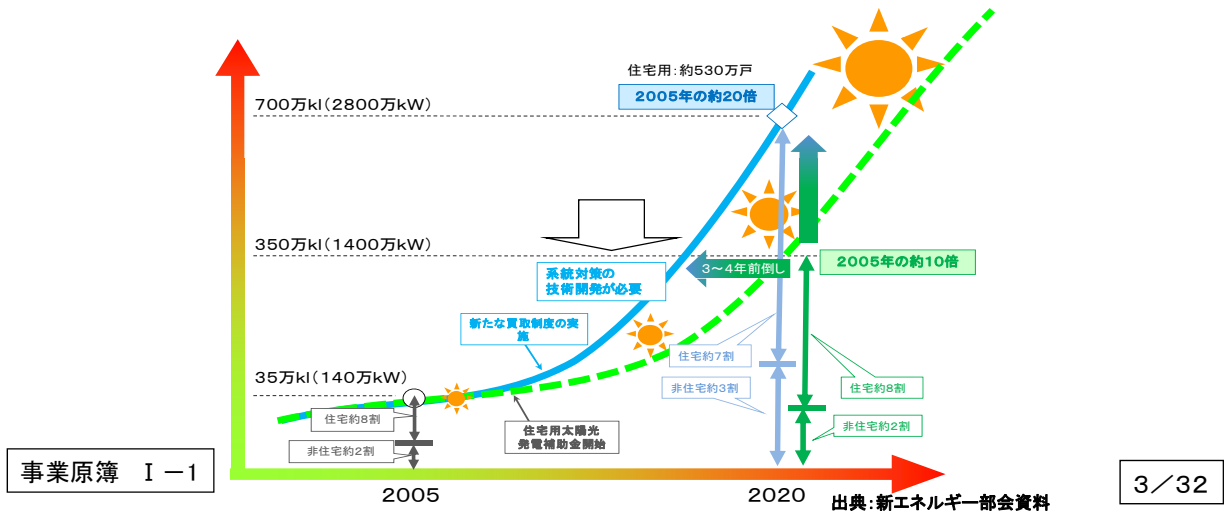 住宅用：約530万戸
2005年の約20倍
700万kl（2800万kW）
350万kl（1400万kW）
2005年の約10倍
3～4年前倒し
系統対策の
技術開発が必要
新たな買取制度の実
施
住宅約7割
35万kl（140万kW）
非住宅約3割
住宅約8割
住宅約8割
住宅用太陽光
発電補助金開始
非住宅約2割
非住宅約2割
事業原簿　Ⅰ－1
3／32
2005
2020
出典：新エネルギー部会資料